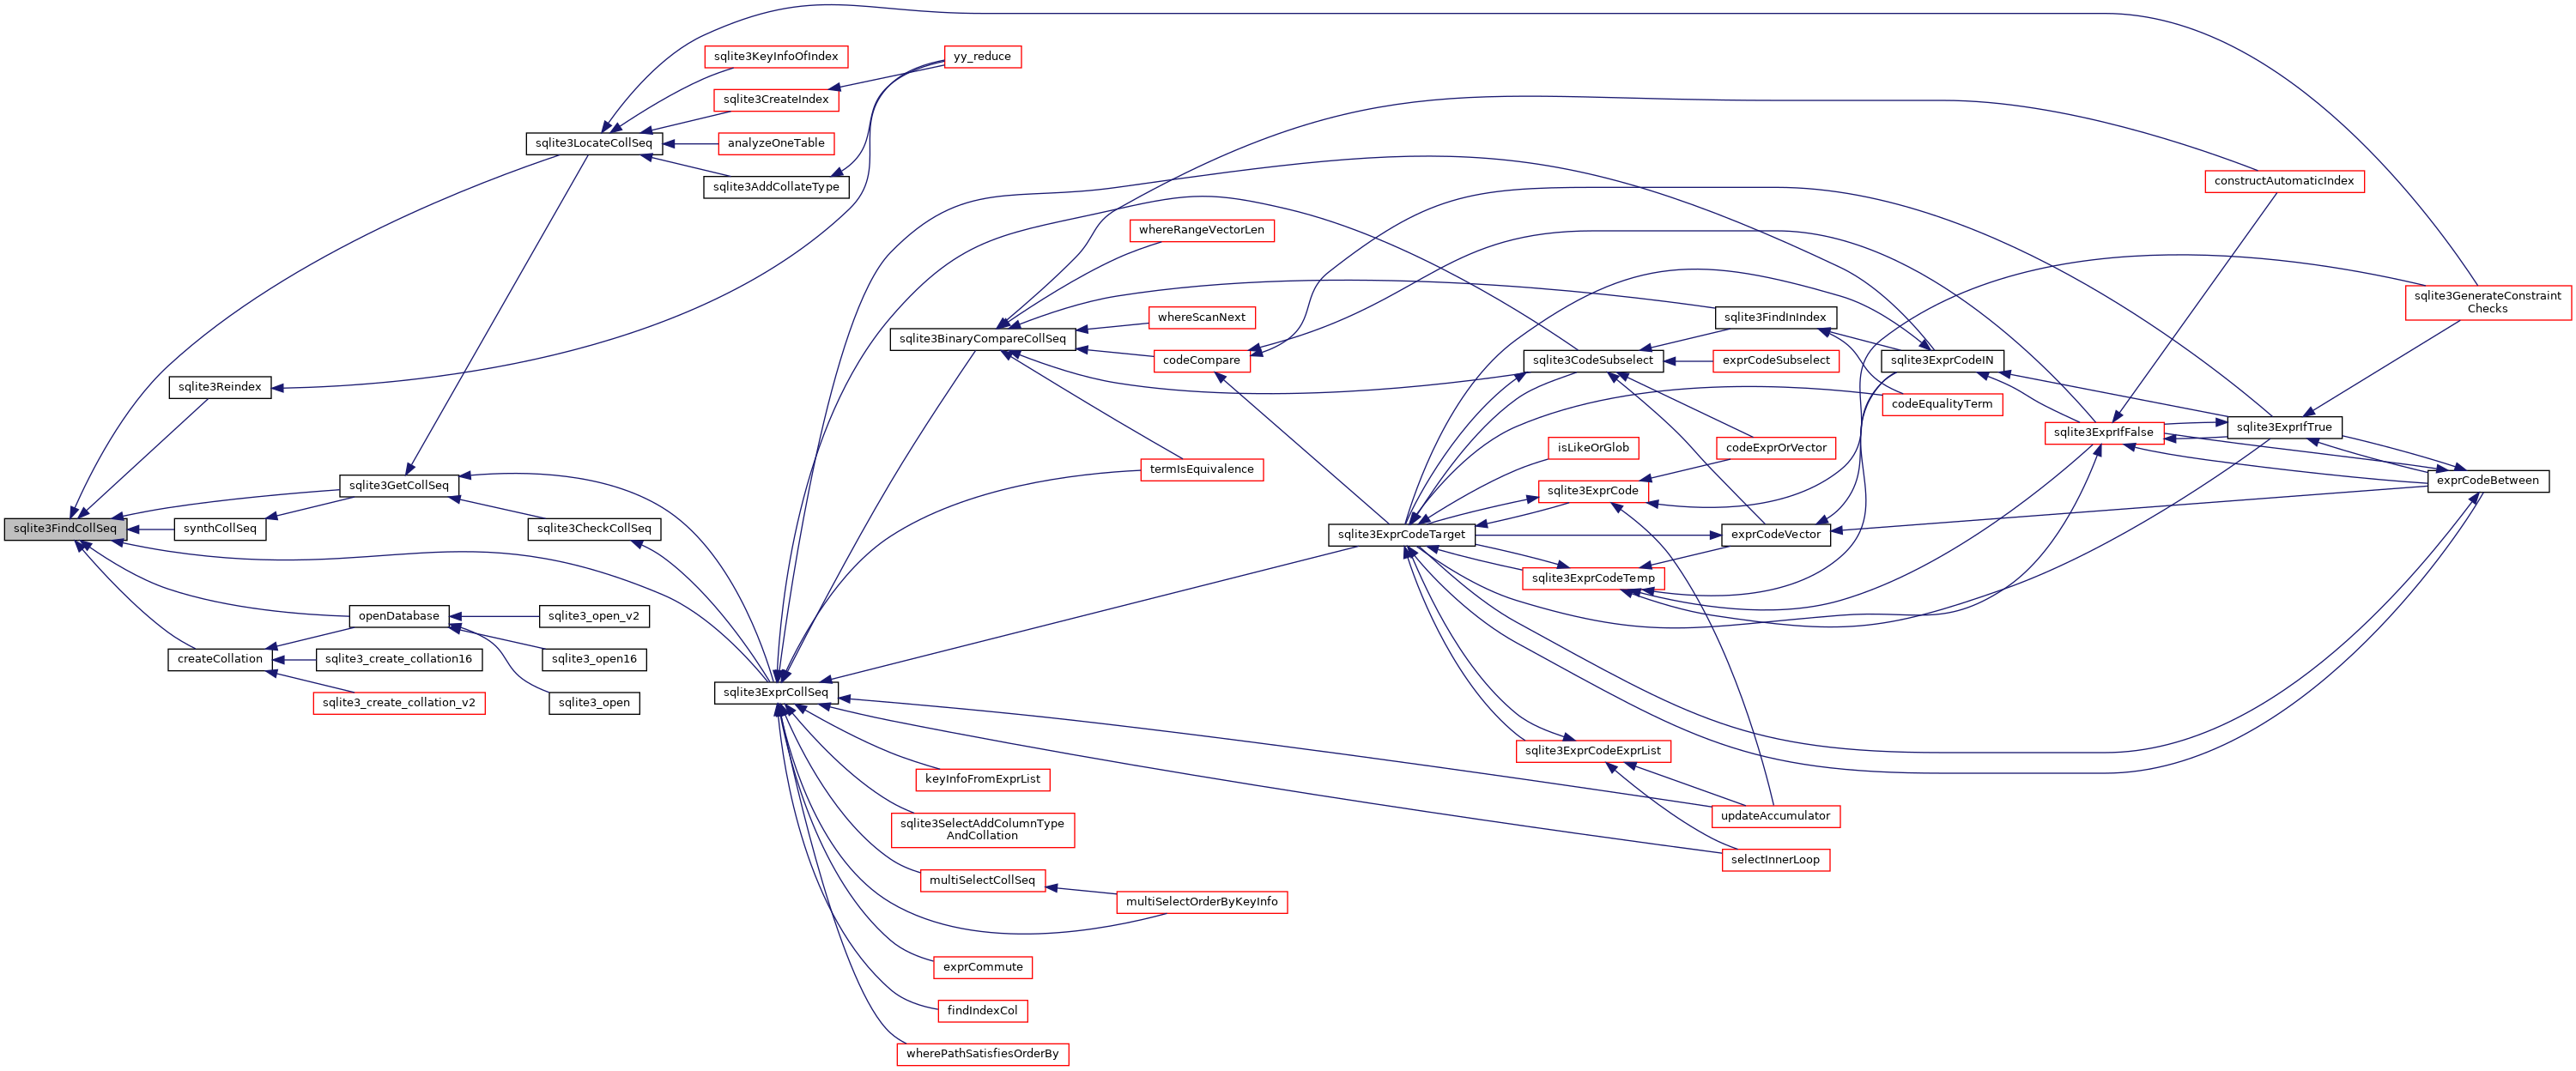 sqlite3FindCollSeq
sqlite3LocateCollSeq
sqlite3KeyInfoOfIndex
sqlite3CreateIndex
analyzeOneTable
sqlite3AddCollateType
yy_reduce
sqlite3Reindex
sqlite3GetCollSeq
synthCollSeq
sqlite3CheckCollSeq
openDatabase
sqlite3_open_v2
createCollation
sqlite3_create_collation16
sqlite3_open16
sqlite3_create_collation_v2
sqlite3_open
sqlite3ExprCollSeq
sqlite3BinaryCompareCollSeq
whereRangeVectorLen
whereScanNext
codeCompare
termIsEquivalence
keyInfoFromExprList
sqlite3SelectAddColumnType
AndCollation
multiSelectCollSeq
multiSelectOrderByKeyInfo
exprCommute
findIndexCol
wherePathSatisfiesOrderBy
sqlite3ExprCodeTarget
sqlite3CodeSubselect
isLikeOrGlob
sqlite3ExprCode
sqlite3ExprCodeTemp
sqlite3ExprCodeExprList
sqlite3FindInIndex
exprCodeSubselect
codeExprOrVector
exprCodeVector
updateAccumulator
selectInnerLoop
sqlite3ExprCodeIN
codeEqualityTerm
sqlite3ExprIfFalse
constructAutomaticIndex
sqlite3ExprIfTrue
sqlite3GenerateConstraint
Checks
exprCodeBetween